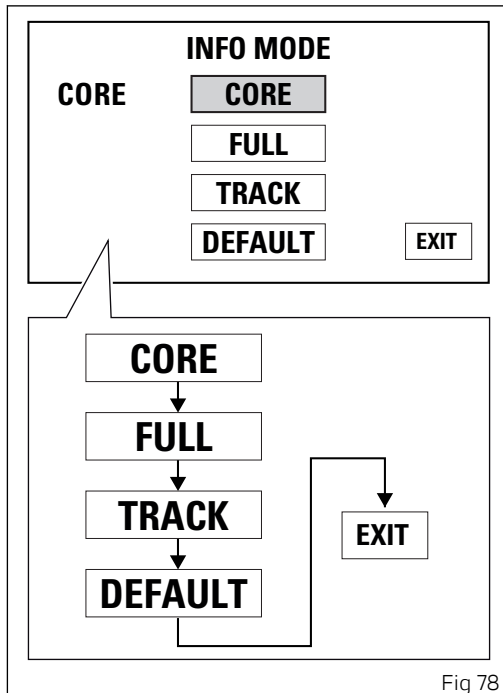 INFO MODE
CORE CORE
FULL
TRACK
DEFAULT EXIT
CORE
FULL
TRACK
EXIT
DEFAULT
Fig 78